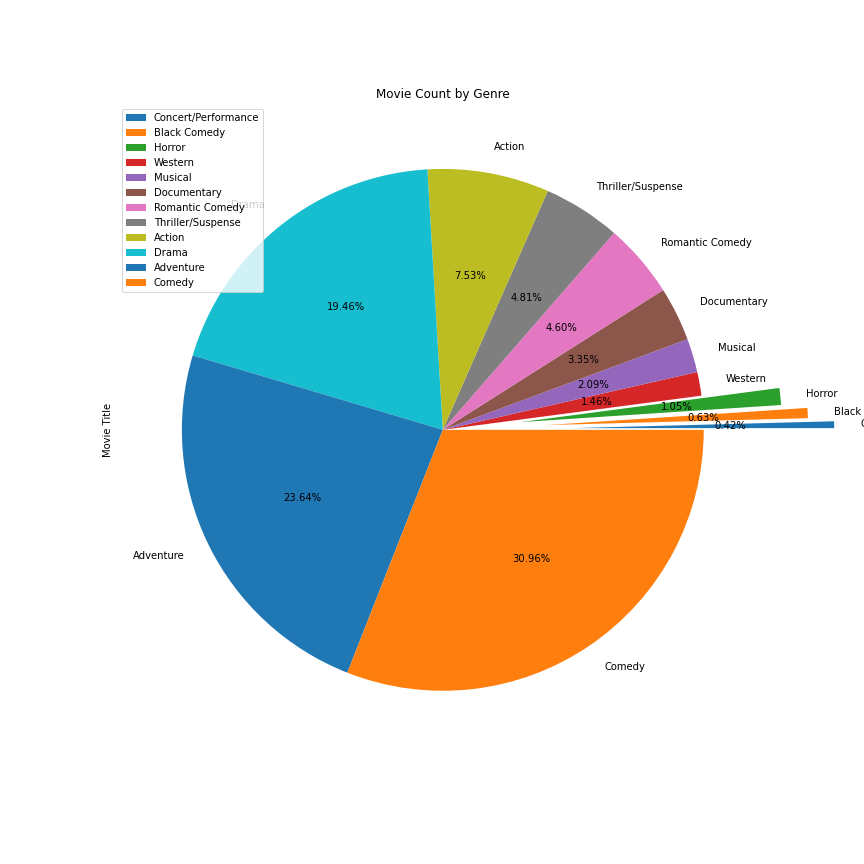 Movie Count by Genre
Concert/Performance
Black Comedy
Horror
Western
Musical
Documentary
Romantic Comedy
Thriller/Suspense
Action
Drama
Adventure
Comedy
Drama
Action
Thriller/Suspense
Romantic Comedy
Documentary
Musical
Western
Horror
Black
7.53%
4.81%
4.60%
3.35%
2.09%
1.46%
1.05%
0.63%
0.42%
19.46%
23.64%
30.96%
Movie Title
Adventure
Comedy